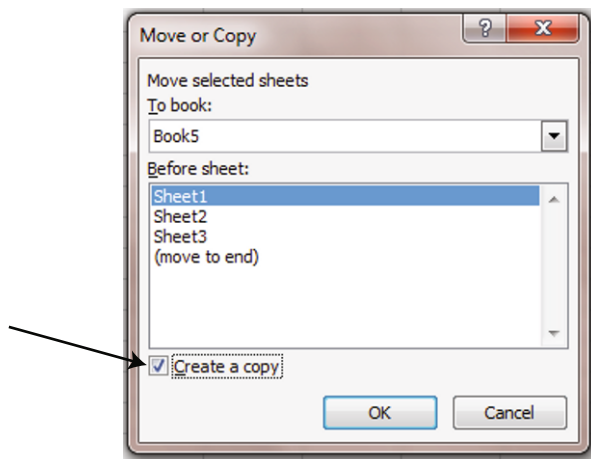 Move or Copy
?
X
Move selected sheets
To book:
Book5
Before sheet:
Sheet1
Sheet2
Sheet3
(move to end)
Create a copy
OK
Cancel